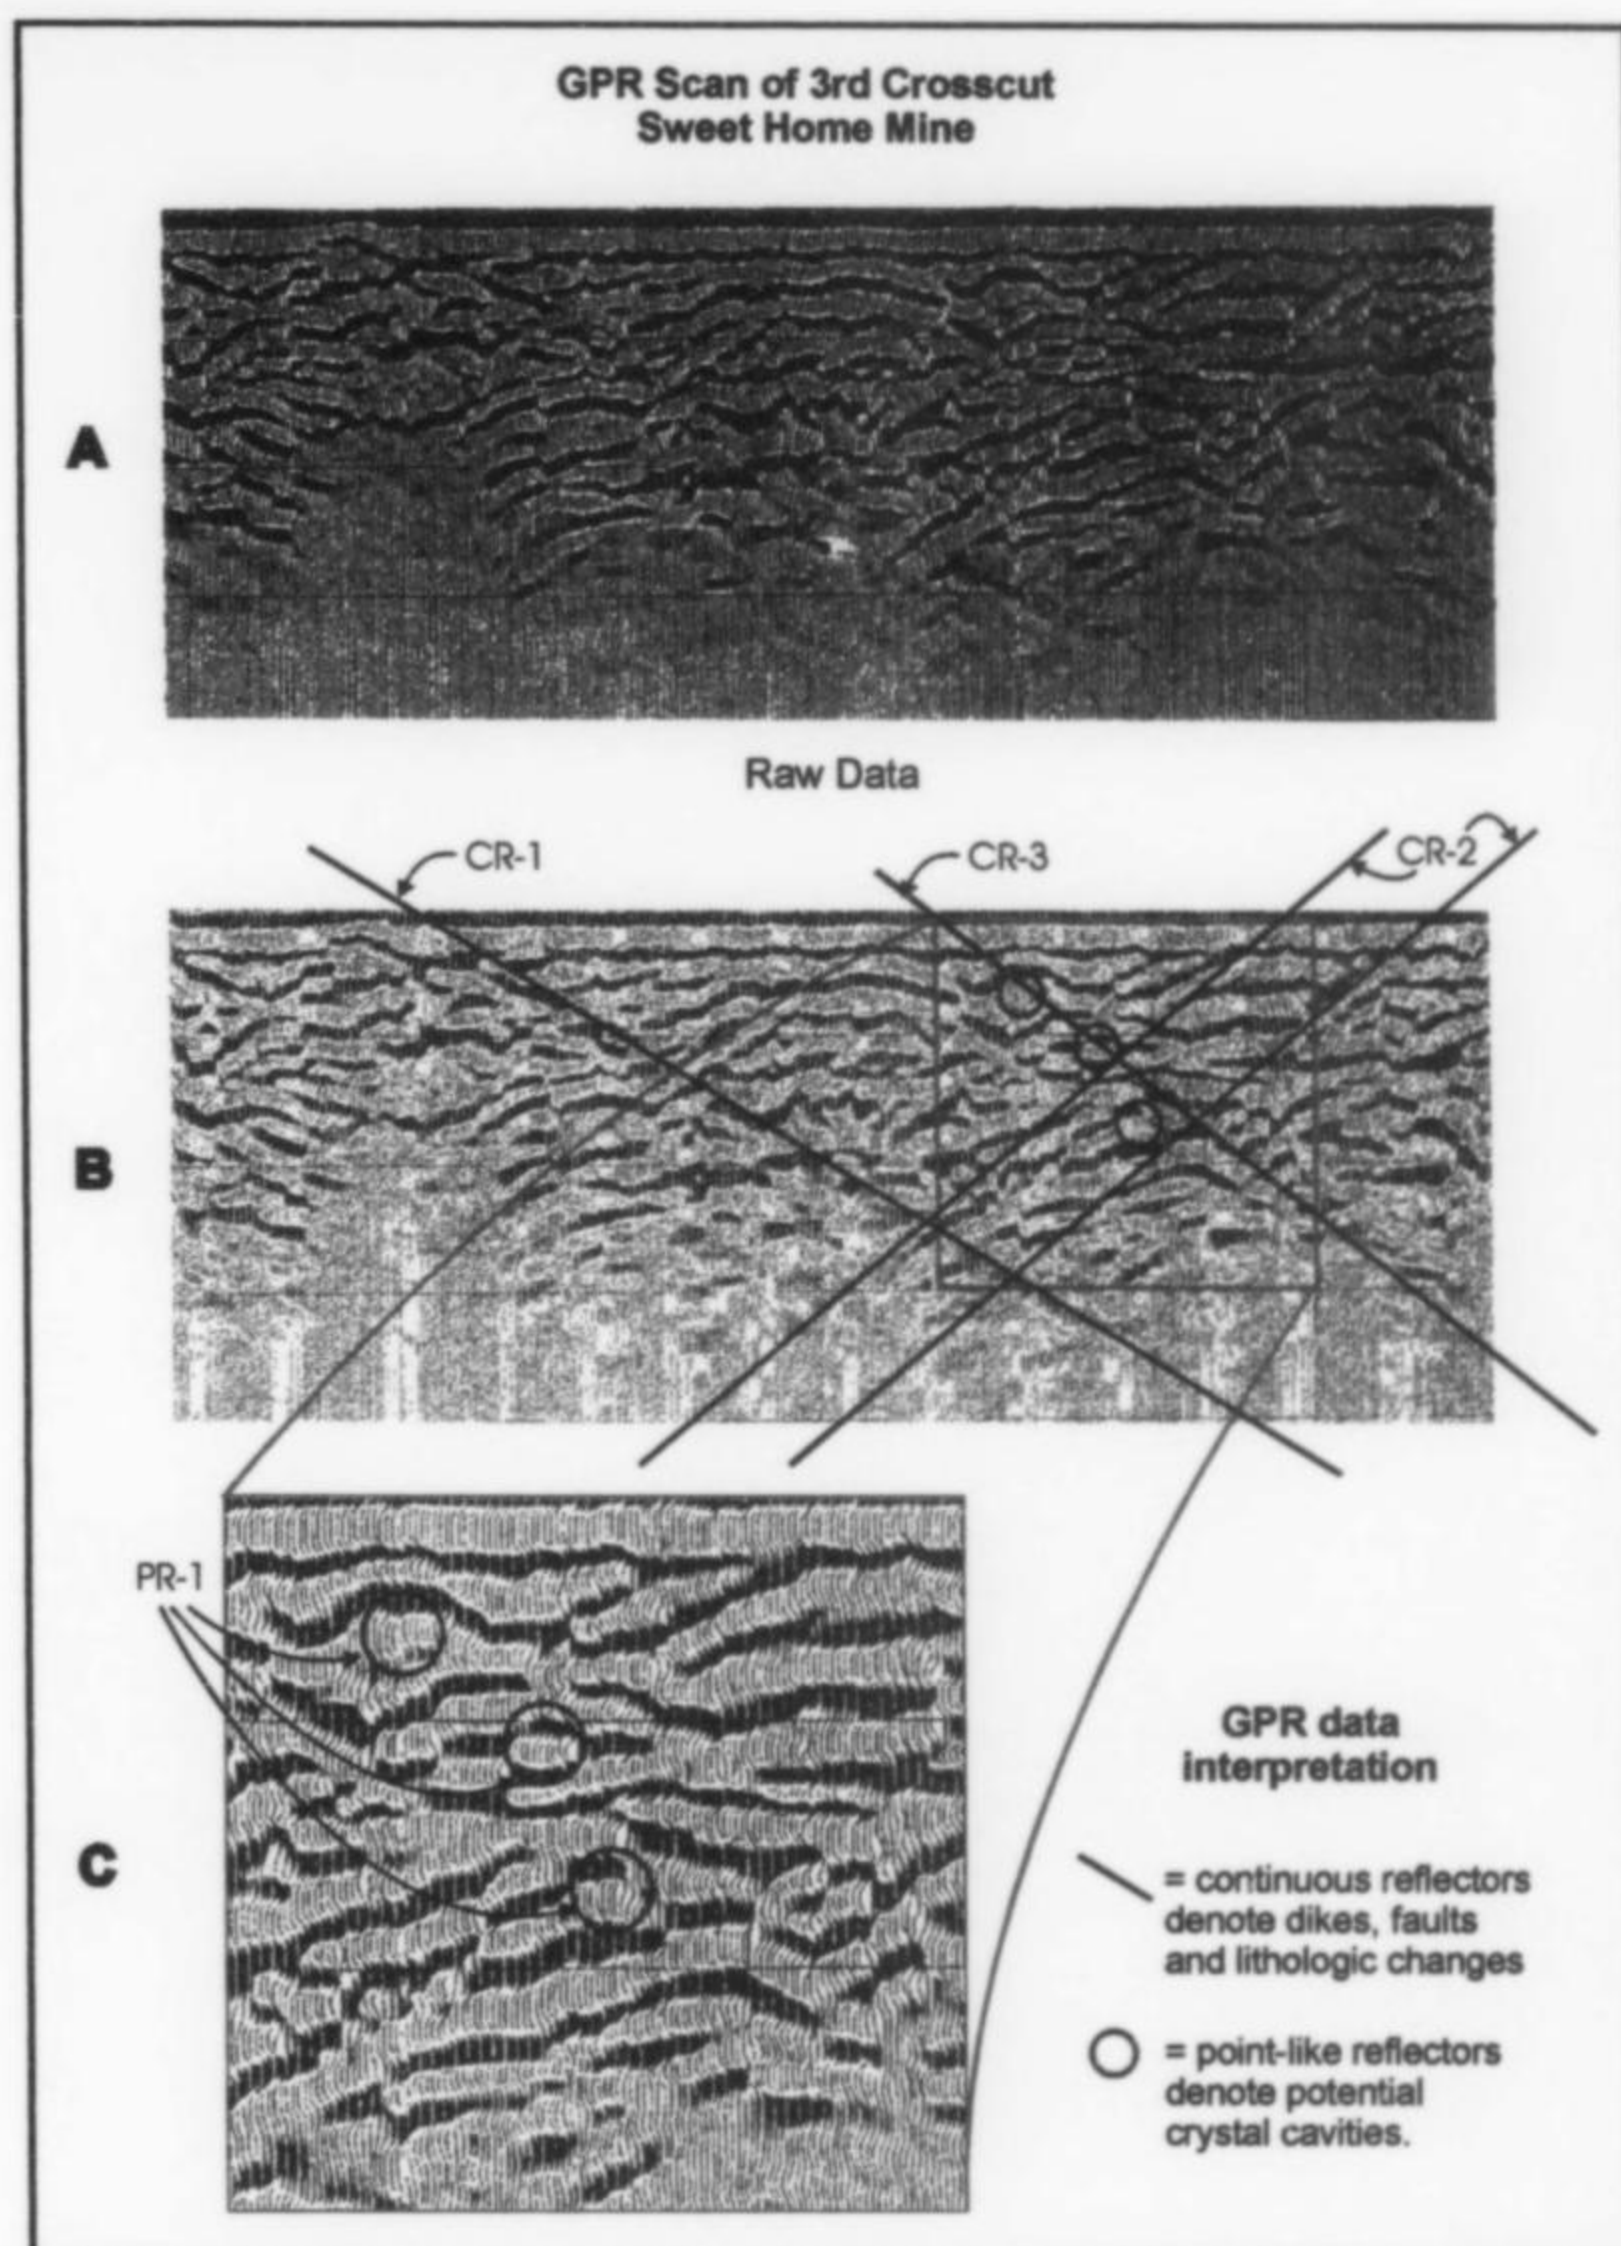 GPR Scan of 3rd Crosscut
Sweet Home Mine
A
Raw Data
CR-1
CR-3
CR-2
B
PR-1
C
GPR data
interpretation
= continuous reflectors
denote dikes, faults
and lithologic changes
= point-like reflectors
denote potential
crystal cavities.